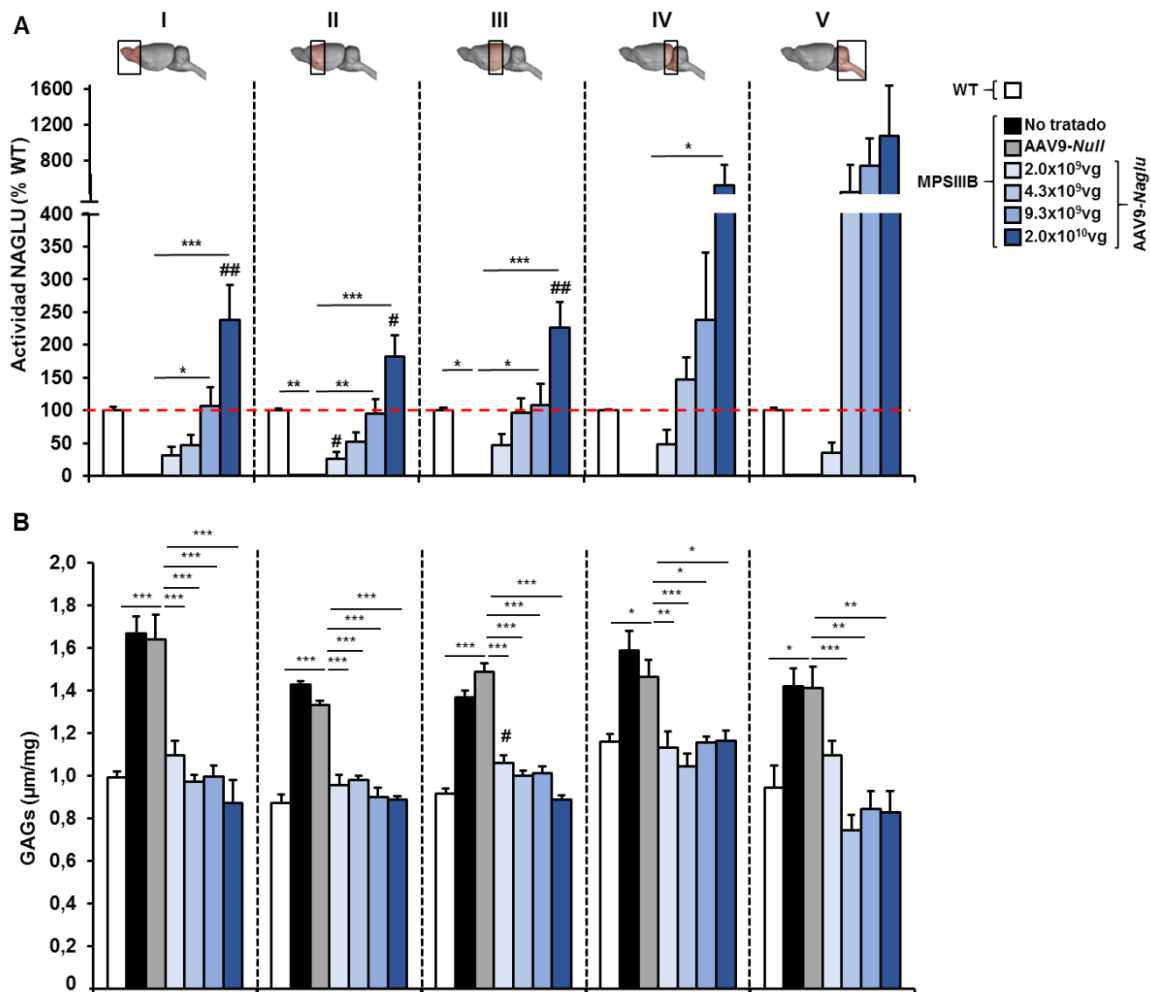 I II III IV V
A
Actividad NAGLU (% WT)
1600
1200
800
400
350
300
250
200
150
100
50
0
*** ## * 
*** # ** ** #
*** ## * *
*
WT
MPSIIIB
No tratado
AAV9-Null
2.0x10⁹vg
4.3x10⁹vg
9.3x10⁹vg
2.0x10¹⁰vg
AAV9-Naglu
B
GAGs (µm/mg)
2,0
1,8
1,6
1,4
1,2
1,0
0,8
0,6
0,4
0,2
0
*** *** *** *** ***
*** *** *** *** ***
*** *** *** *** *** #
* * *** ** *
** ** *** *